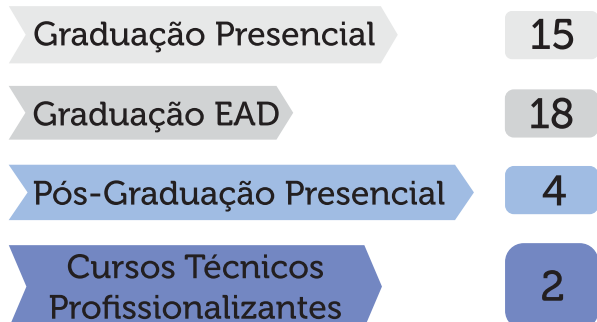 Graduação Presencial 15
Graduação EAD 18
Pós-Graduação Presencial 4
Cursos Técnicos
Profissionalizantes 2